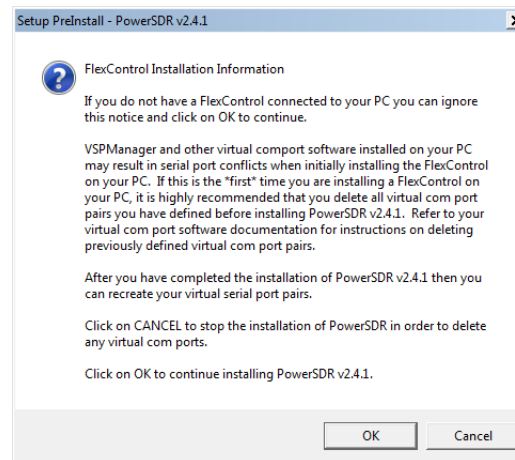 Setup PreInstall - PowerSDR v2.4.1
FlexControl Installation Information
If you do not have a FlexControl connected to your PC you can ignore
this notice and click on OK to continue.
VSPManager and other virtual comport software installed on your PC
may result in serial port conflicts when initially installing the FlexControl
on your PC.  If this is the *first* time you are installing a FlexControl on
your PC, it is highly recommended that you delete all virtual com port
pairs you have defined before installing PowerSDR v2.4.1.  Refer to your
virtual com port software documentation for instructions on deleting
previously defined virtual com port pairs.
After you have completed the installation of PowerSDR v2.4.1 then you
can recreate your virtual serial port pairs.
Click on CANCEL to stop the installation of PowerSDR in order to delete
any virtual com ports.
Click on OK to continue installing PowerSDR v2.4.1.
OK
Cancel